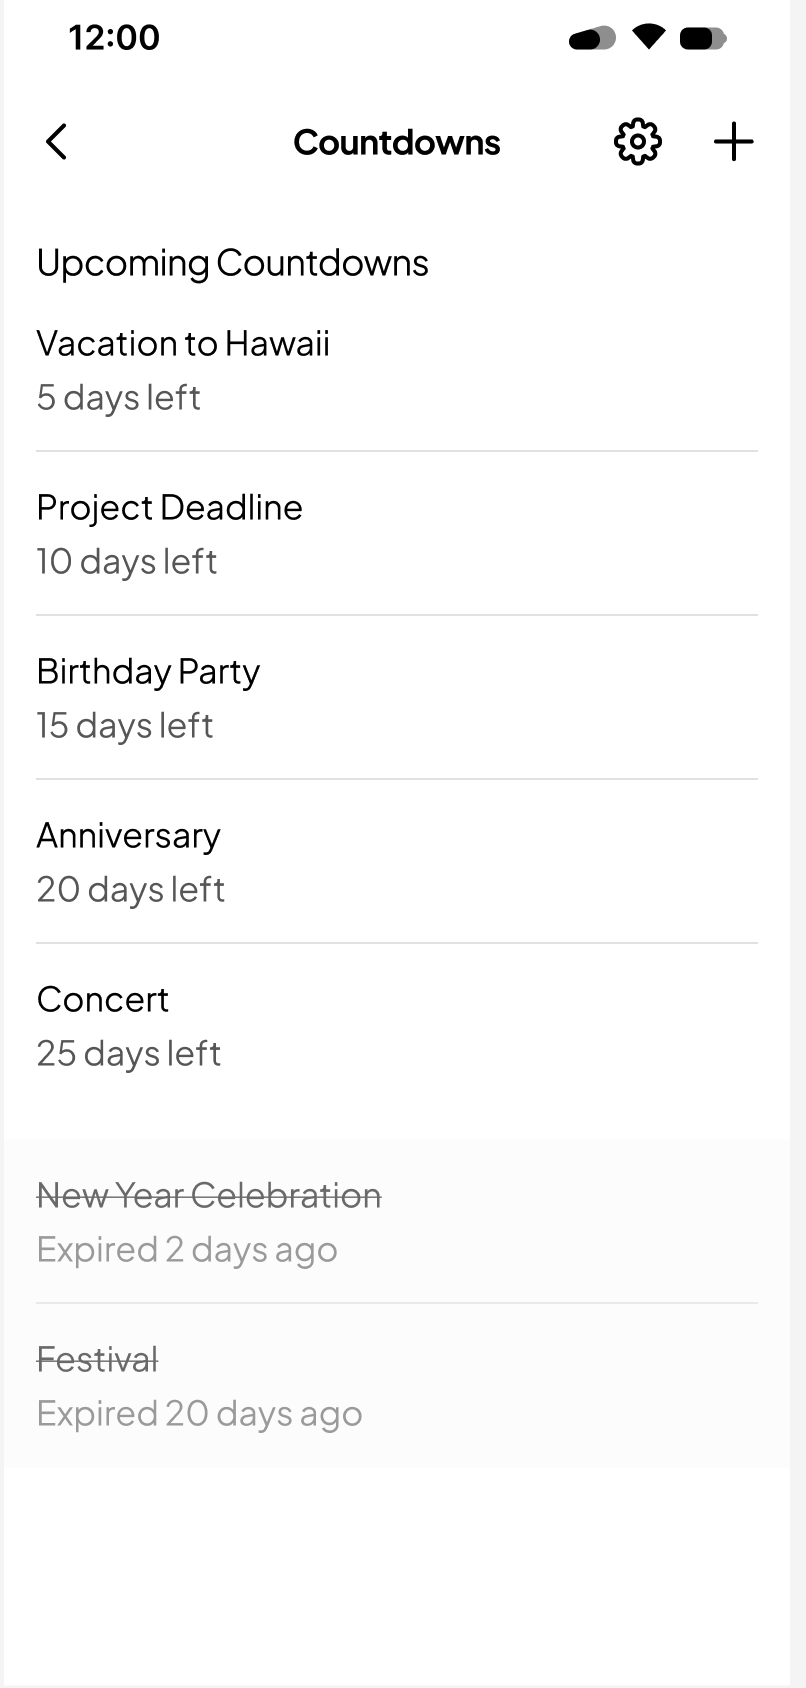 12:00
Countdowns
Upcoming Countdowns
Vacation to Hawaii
5 days left
Project Deadline
10 days left
Birthday Party
15 days left
Anniversary
20 days left
Concert
25 days left
New Year Celebration
Expired 2 days ago
Festival
Expired 20 days ago